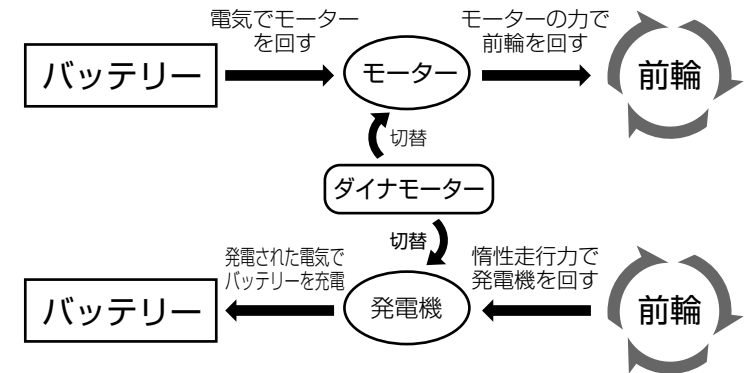 電気でモーター
を回す
モーターの力で
前輪を回す
バッテリー
モーター
前輪
切替
ダイナモーター
切替
発電された電気で
バッテリーを充電
惰性走行力で
発電機を回す
バッテリー
発電機
前輪